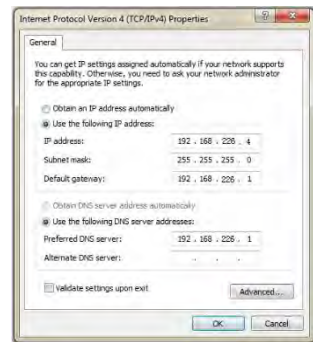 Internet Protocol Version 4 (TCP/IPv4) Properties
General
You can get IP settings assigned automatically if your network supports
this capability. Otherwise, you need to ask your network administrator
for the appropriate IP settings.
Obtain an IP address automatically
Use the following IP address:
IP address: 192 . 168 . 226 . 4
Subnet mask: 255 . 255 . 255 . 0
Default gateway: 192 . 168 . 226 . 1
Obtain DNS server address automatically
Use the following DNS server addresses:
Preferred DNS server: 192 . 168 . 226 . 1
Alternate DNS server: . . .
Validate settings upon exit
Advanced...
OK Cancel